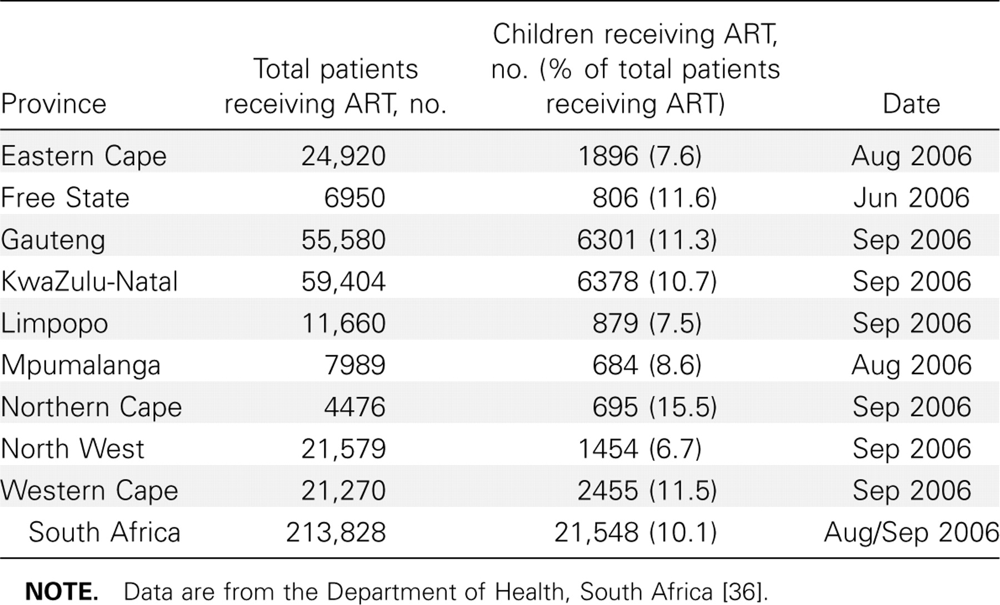 Province Total patients receiving ART, no. Children receiving ART, no. (% of total patients receiving ART) Date
Eastern Cape 24,920 1896 (7.6) Aug 2006
Free State 6950 806 (11.6) Jun 2006
Gauteng 55,580 6301 (11.3) Sep 2006
KwaZulu-Natal 59,404 6378 (10.7) Sep 2006
Limpopo 11,660 879 (7.5) Sep 2006
Mpumalanga 7989 684 (8.6) Aug 2006
Northern Cape 4476 695 (15.5) Sep 2006
North West 21,579 1454 (6.7) Sep 2006
Western Cape 21,270 2455 (11.5) Sep 2006
South Africa 213,828 21,548 (10.1) Aug/Sep 2006
NOTE. Data are from the Department of Health, South Africa [36].